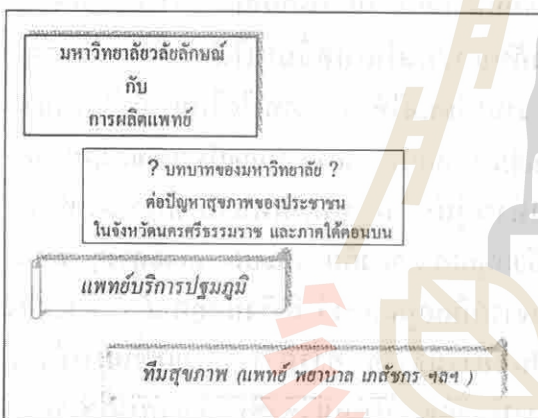 มหาวิทยาลัยวลัยลักษณ์
กับ
การผลิตแพทย์
? บทบาทของมหาวิทยาลัย ?
ต่อปัญหาสุขภาพของประชาชน
ในจังหวัดนครศรีธรรมราช และภาคใต้ตอนบน
แพทย์บริการปฐมภูมิ
ทีมสุขภาพ (แพทย์ พยาบาล เภสัชกร ฯลฯ )